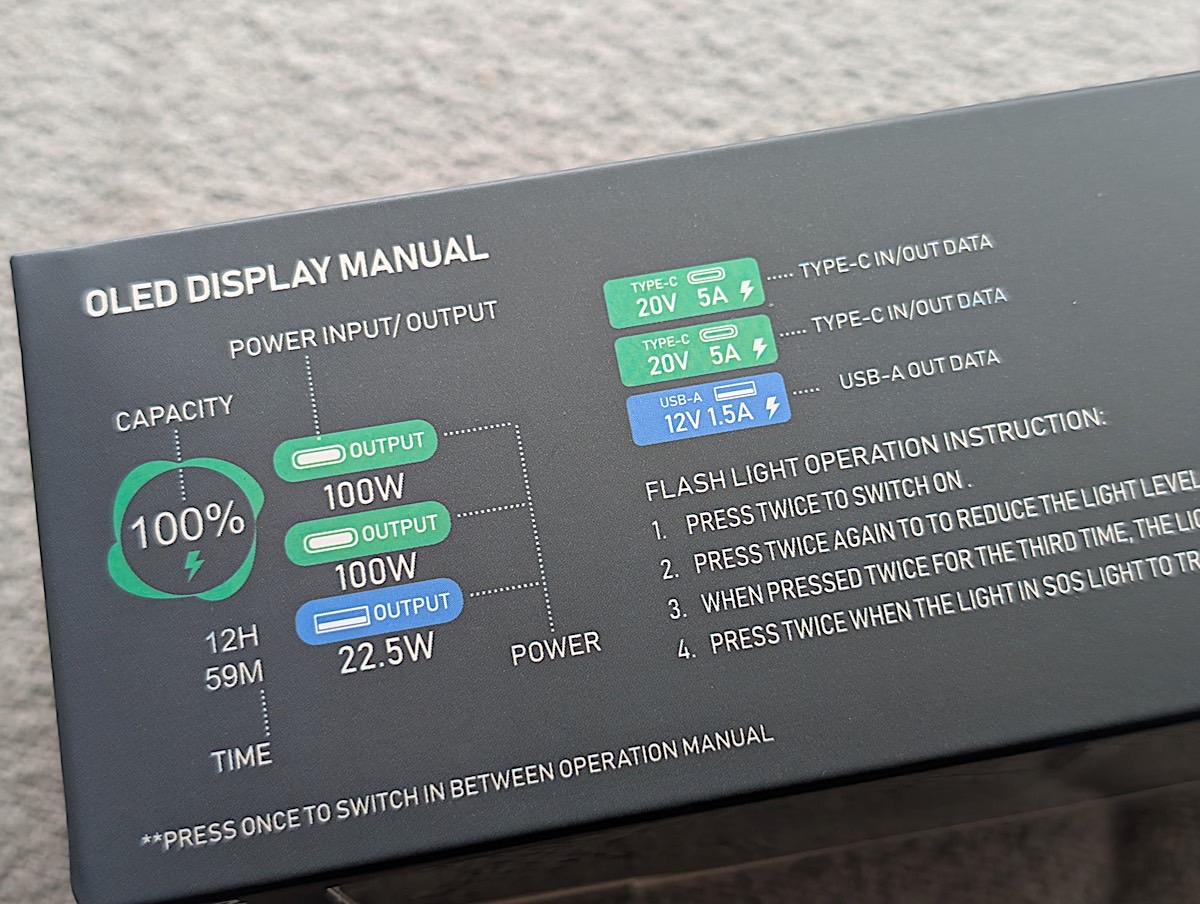 OLED DISPLAY MANUAL
POWER INPUT/ OUTPUT
CAPACITY
100%
OUTPUT
100W
OUTPUT
100W
OUTPUT
22.5W
12H
59M
TIME
POWER
**PRESS ONCE TO SWITCH IN BETWEEN OPERATION MANUAL
TYPE-C
20V 5A
TYPE-C IN/OUT DATA
TYPE-C
20V 5A
TYPE-C IN/OUT DATA
USB-A
12V 1.5A
USB-A OUT DATA
FLASH LIGHT OPERATION INSTRUCTION:
1. PRESS TWICE TO SWITCH ON .
2. PRESS TWICE AGAIN TO TO REDUCE THE LIGHT LEVEL
3. WHEN PRESSED TWICE FOR THE THIRD TIME, THE
4. PRESS TWICE WHEN THE LIGHT IN SOS LIGHT TO